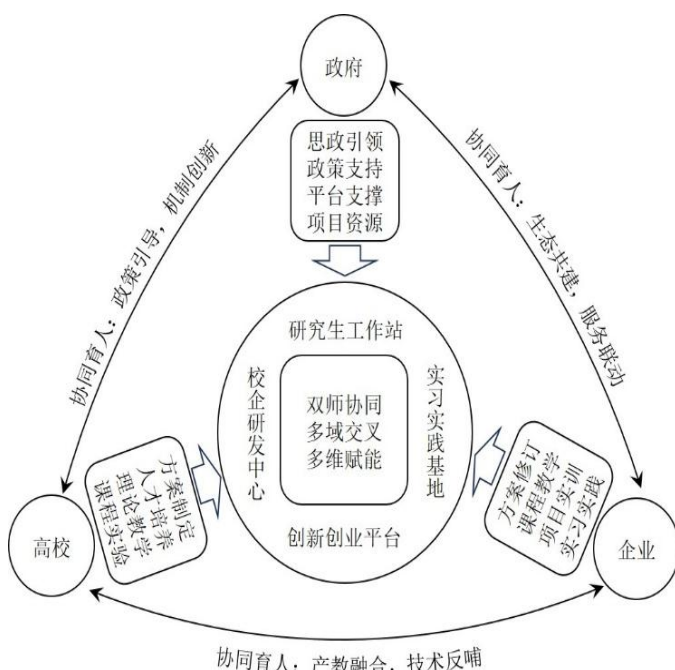 政府
思政引领
政策支持
平台支撑
项目资源
协同育人：政策引导，机制创新
协同育人：生态共建，服务联动
研究生工作站
校企研发中心
双师协同
多域交叉
多维赋能
实习实践基地
创新创业平台
方案制定
人才培养
理论教学
课程实验
方案修订
课程教学
项目实训
实习实践
高校
企业
协同育人：产教融合，技术反哺